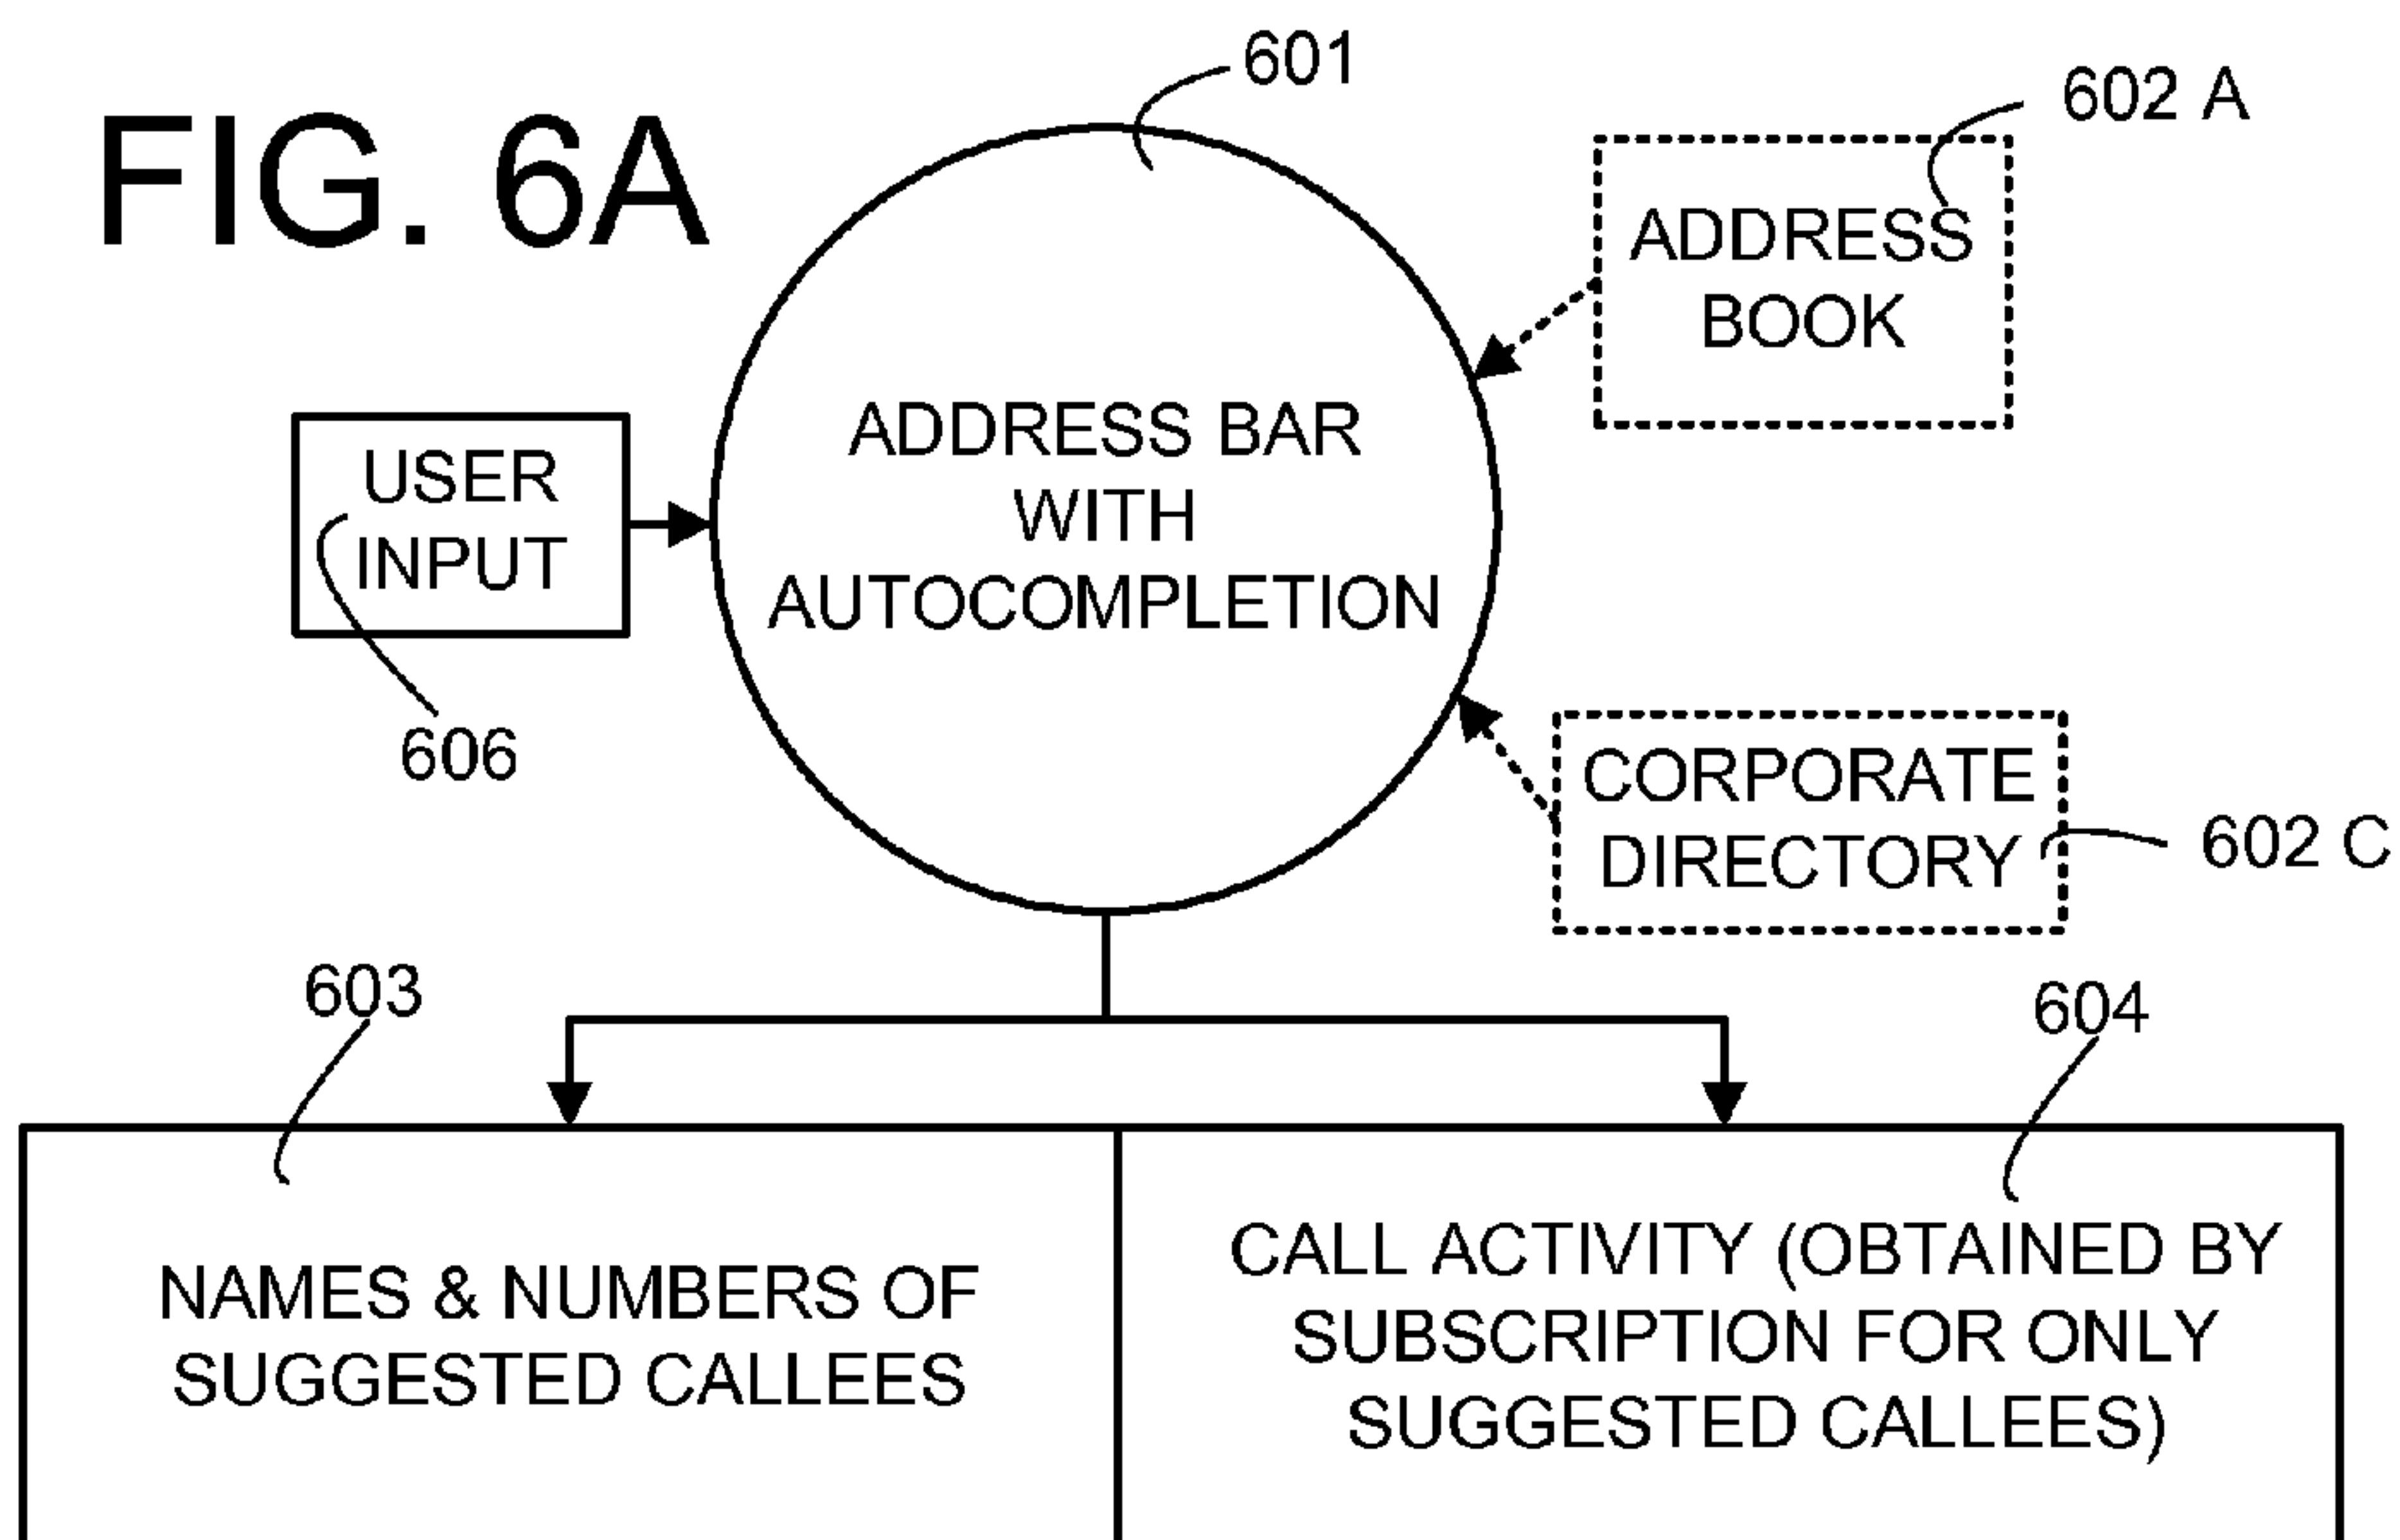 FIG. 6A
601
602 A
ADDRESS
BOOK
ADDRESS BAR
WITH
AUTOCOMPLETION
USER
INPUT
606
CORPORATE
DIRECTORY
602 C
603
604
NAMES & NUMBERS OF
SUGGESTED CALLEES
CALL ACTIVITY (OBTAINED BY
SUBSCRIPTION FOR ONLY
SUGGESTED CALLEES)